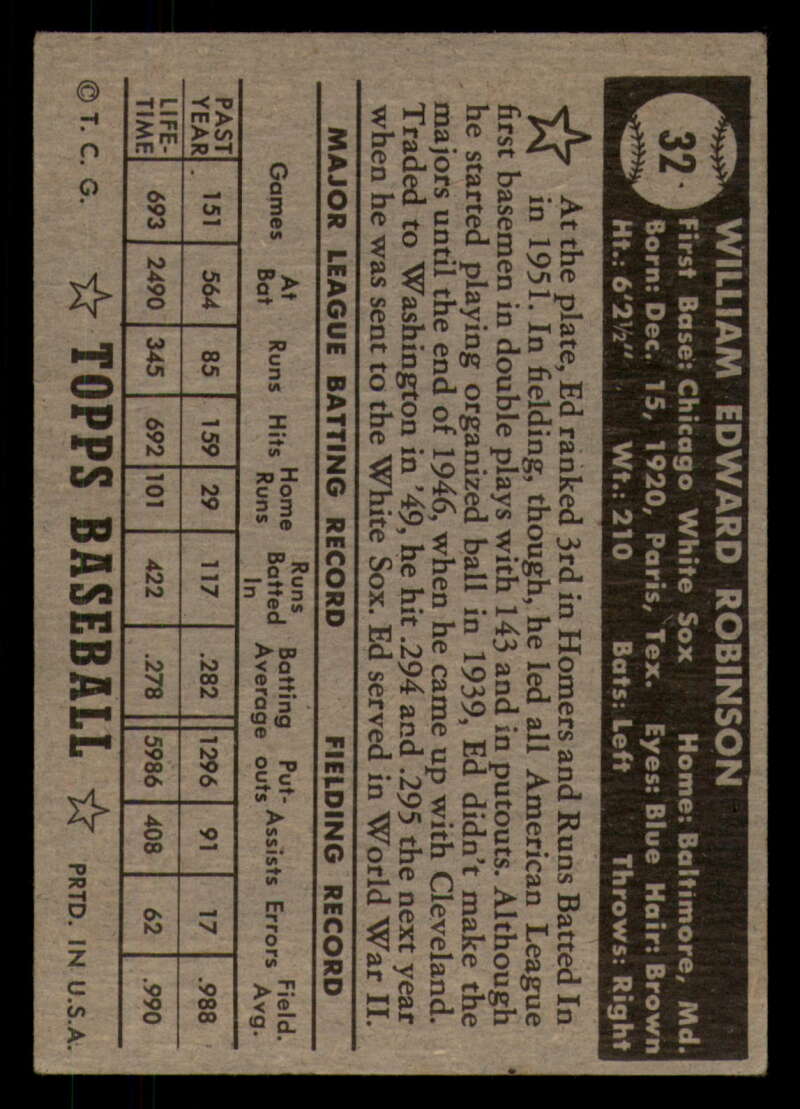 32.
WILLIAM EDWARD ROBINSON
First Base: Chicago White Sox Home: Baltimore, Md.
Born: Dec. 15, 1920, Paris, Tex. Eyes: Blue Hair: Brown
Ht.: 6'2½" Wt.: 210 Bats: Left Throws: Right
At the plate, Ed ranked 3rd in Homers and Runs Batted In
in 1951. In fielding, though, he led all American League
first basemen in double plays with 143 and in putouts. Although
he started playing organized ball in 1939, Ed didn't make the
majors until the end of 1946, when he came up with Cleveland.
Traded to Washington in '49, he hit .294 and .295 the next year
when he was sent to the White Sox. Ed served in World War II.
MAJOR LEAGUE BATTING RECORD FIELDING RECORD
Games At Bat Runs Hits Home Runs Runs Batted In Batting Average Put-outs Assists Errors Field. Avg.
PAST YEAR 151 564 85 159 29 117 .282 1296 91 17 .988
LIFE-TIME 693 2490 345 692 101 422 .278 5986 408 62 .990
© T. C. G. TOPPS BASEBALL PRTD. IN U.S.A.